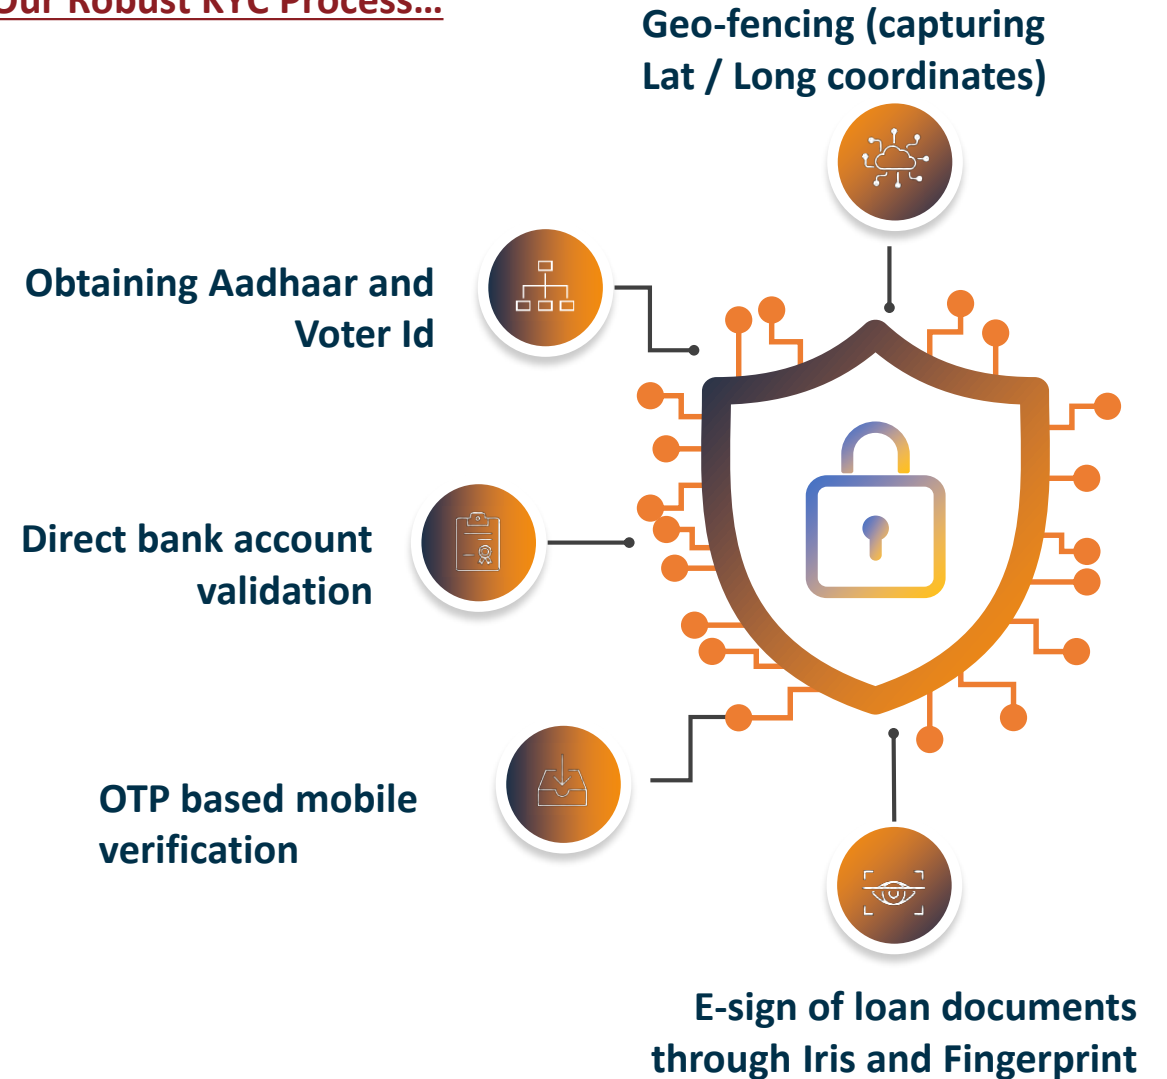 Our Robust KYC Process...
Geo-fencing (capturing
Lat / Long coordinates)
Obtaining Aadhaar and
Voter Id
Direct bank account
validation
OTP based mobile
verification
E-sign of loan documents
through Iris and Fingerprint